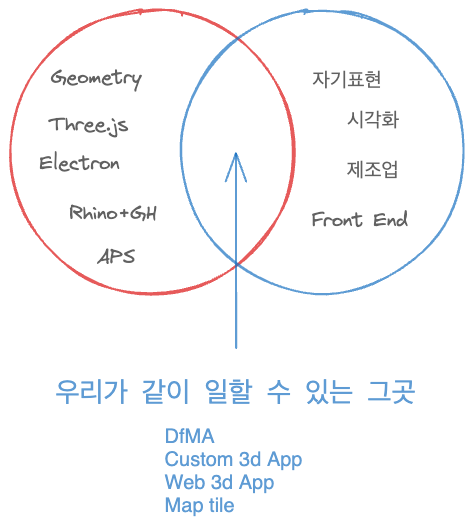 Geometry
Three.js
Electron
Rhino+GH
APS
자기표현
시각화
제조업
Front End
우리가 같이 일할 수 있는 그곳
DfMA
Custom 3d App
Web 3d App
Map tile